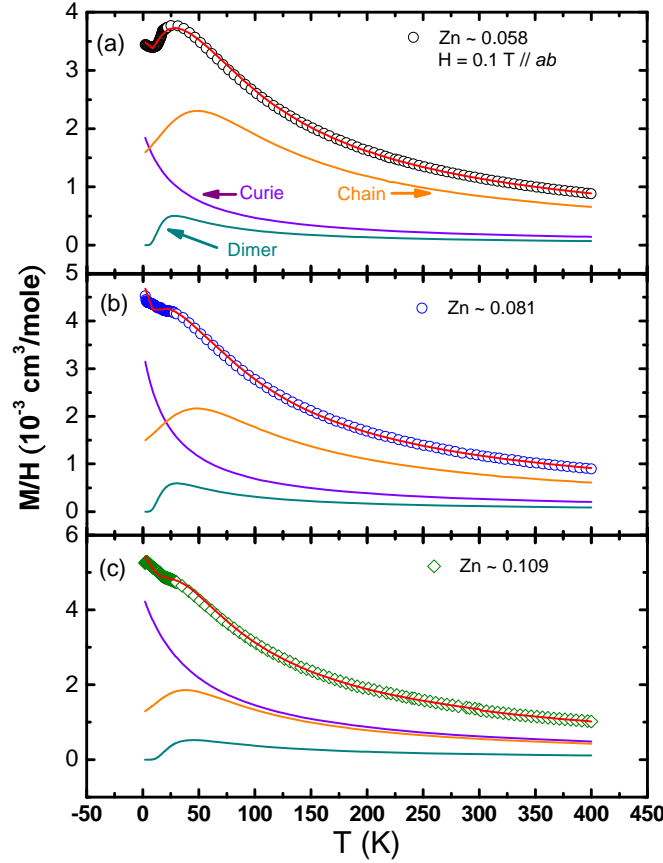 4
(a)
Zn ~ 0.058
H = 0.1 T // ab
3
2
Curie
Chain
1
Dimer
0
5
(b)
Zn ~ 0.081
4
3
2
1
0
6
(c)
Zn ~ 0.109
4
2
0
M/H (10⁻³ cm³/mole)
-50 0 50 100 150 200 250 300 350 400 450
T (K)